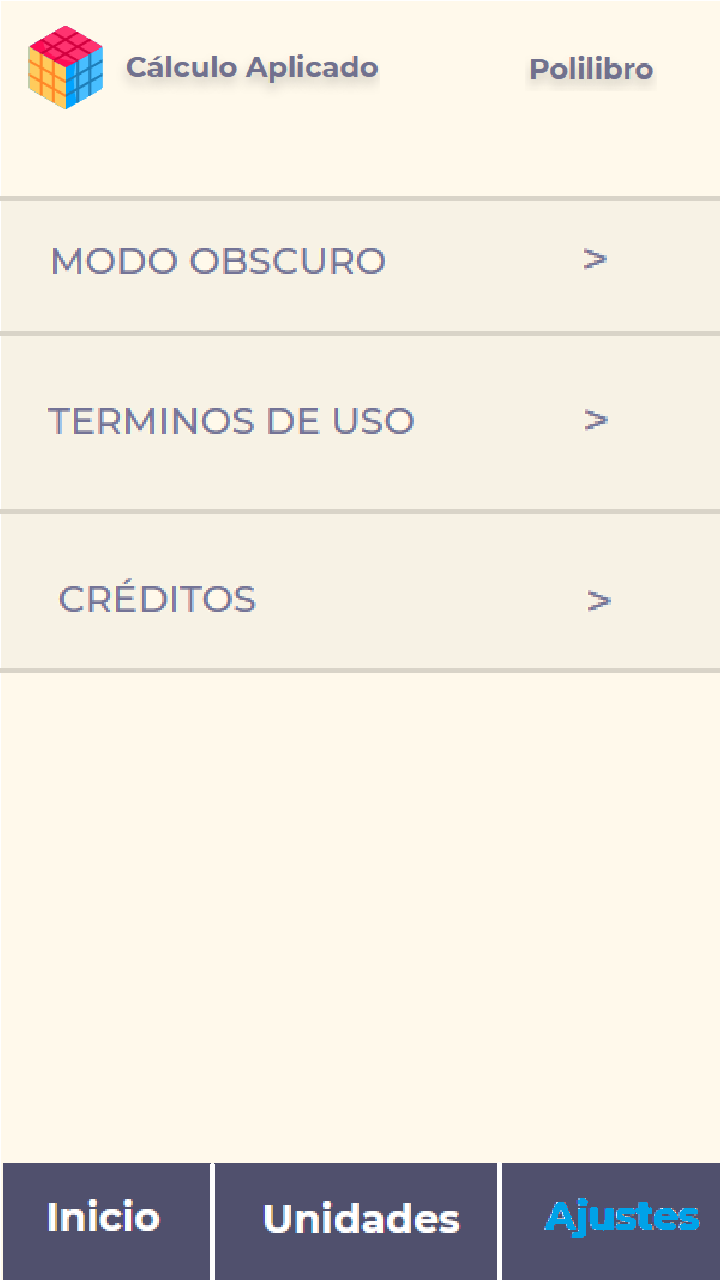 Cálculo Aplicado Polilibro
MODO OBSCURO >
TERMINOS DE USO >
CRÉDITOS >
Inicio Unidades Ajustes